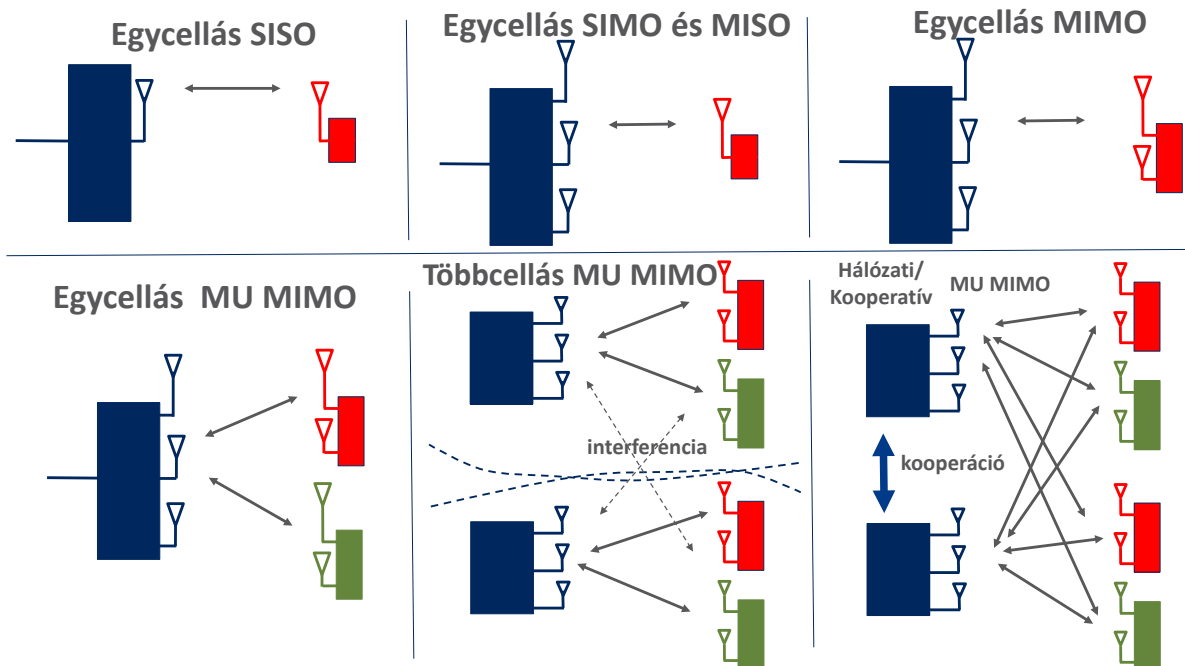 Egycellás SISO
Egycellás SIMO és MISO
Egycellás MIMO
Egycellás MU MIMO
Többcellás MU MIMO
interferencia
Hálózati/
Kooperatív
MU MIMO
kooperáció